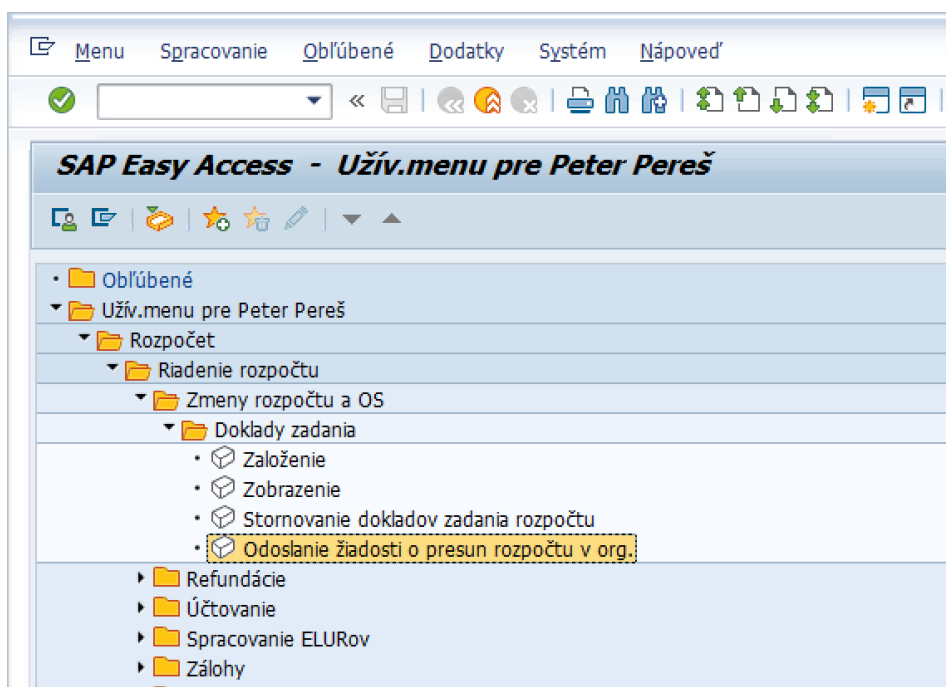 Menu Spracovanie Obľúbené Dodatky Systém Nápoveď
SAP Easy Access - Užív.menu pre Peter Pereš
Obľúbené
Užív.menu pre Peter Pereš
Rozpočet
Riadenie rozpočtu
Zmeny rozpočtu a OS
Doklady zadania
Založenie
Zobrazenie
Stornovanie dokladov zadania rozpočtu
Odoslanie žiadosti o presun rozpočtu v org.
Refundácie
Účtovanie
Spracovanie ELURov
Zálohy